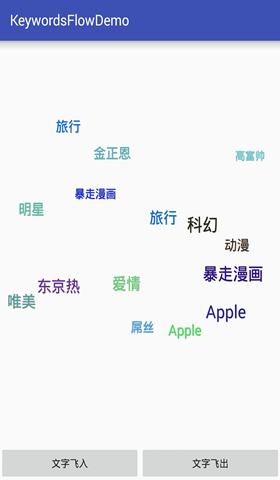 KeywordsFlowDemo
旅行
金正恩
高富帅
暴走漫画
明星
旅行
科幻
动漫
暴走漫画
东京热
爱情
唯美
Apple
屌丝
Apple
文字飞入
文字飞出